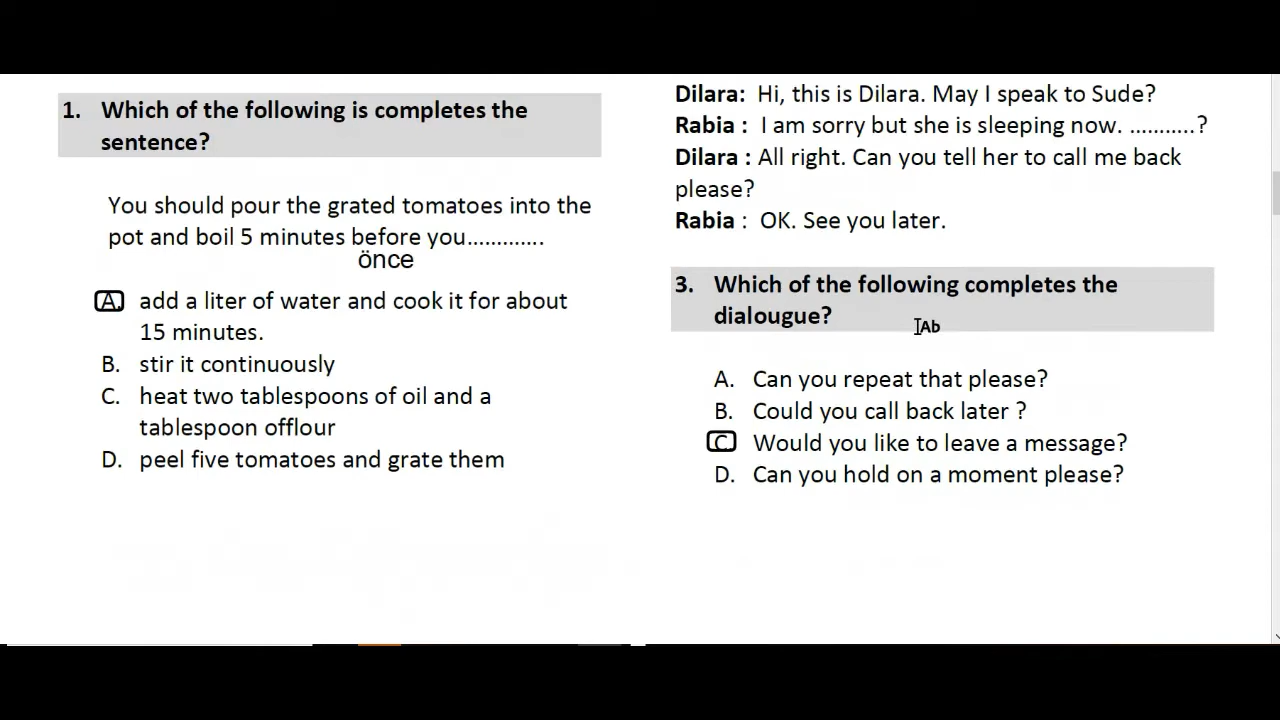 1. Which of the following is completes the
sentence?
You should pour the grated tomatoes into the
pot and boil 5 minutes before you.............
önce
A. add a liter of water and cook it for about
15 minutes.
B. stir it continuously
C. heat two tablespoons of oil and a
tablespoon offlour
D. peel five tomatoes and grate them
Dilara: Hi, this is Dilara. May I speak to Sude?
Rabia : I am sorry but she is sleeping now. ...........?
Dilara : All right. Can you tell her to call me back
please?
Rabia : OK. See you later.
3. Which of the following completes the
dialougue?
Ab
A. Can you repeat that please?
B. Could you call back later ?
C. Would you like to leave a message?
D. Can you hold on a moment please?